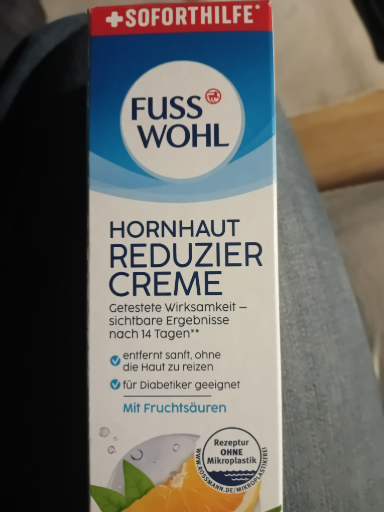 +SOFORTHILFE*
FUSS
WOHL
HORNHAUT
REDUZIER
CREME
Getestete Wirksamkeit –
sichtbare Ergebnisse
nach 14 Tagen**
entfernt sanft, ohne
die Haut zu reizen
für Diabetiker geeignet
Mit Fruchtsäuren
Rezeptur
OHNE
Mikroplastik
WWW.ROSSMANN.DE/MIKROPLASTIKFREI